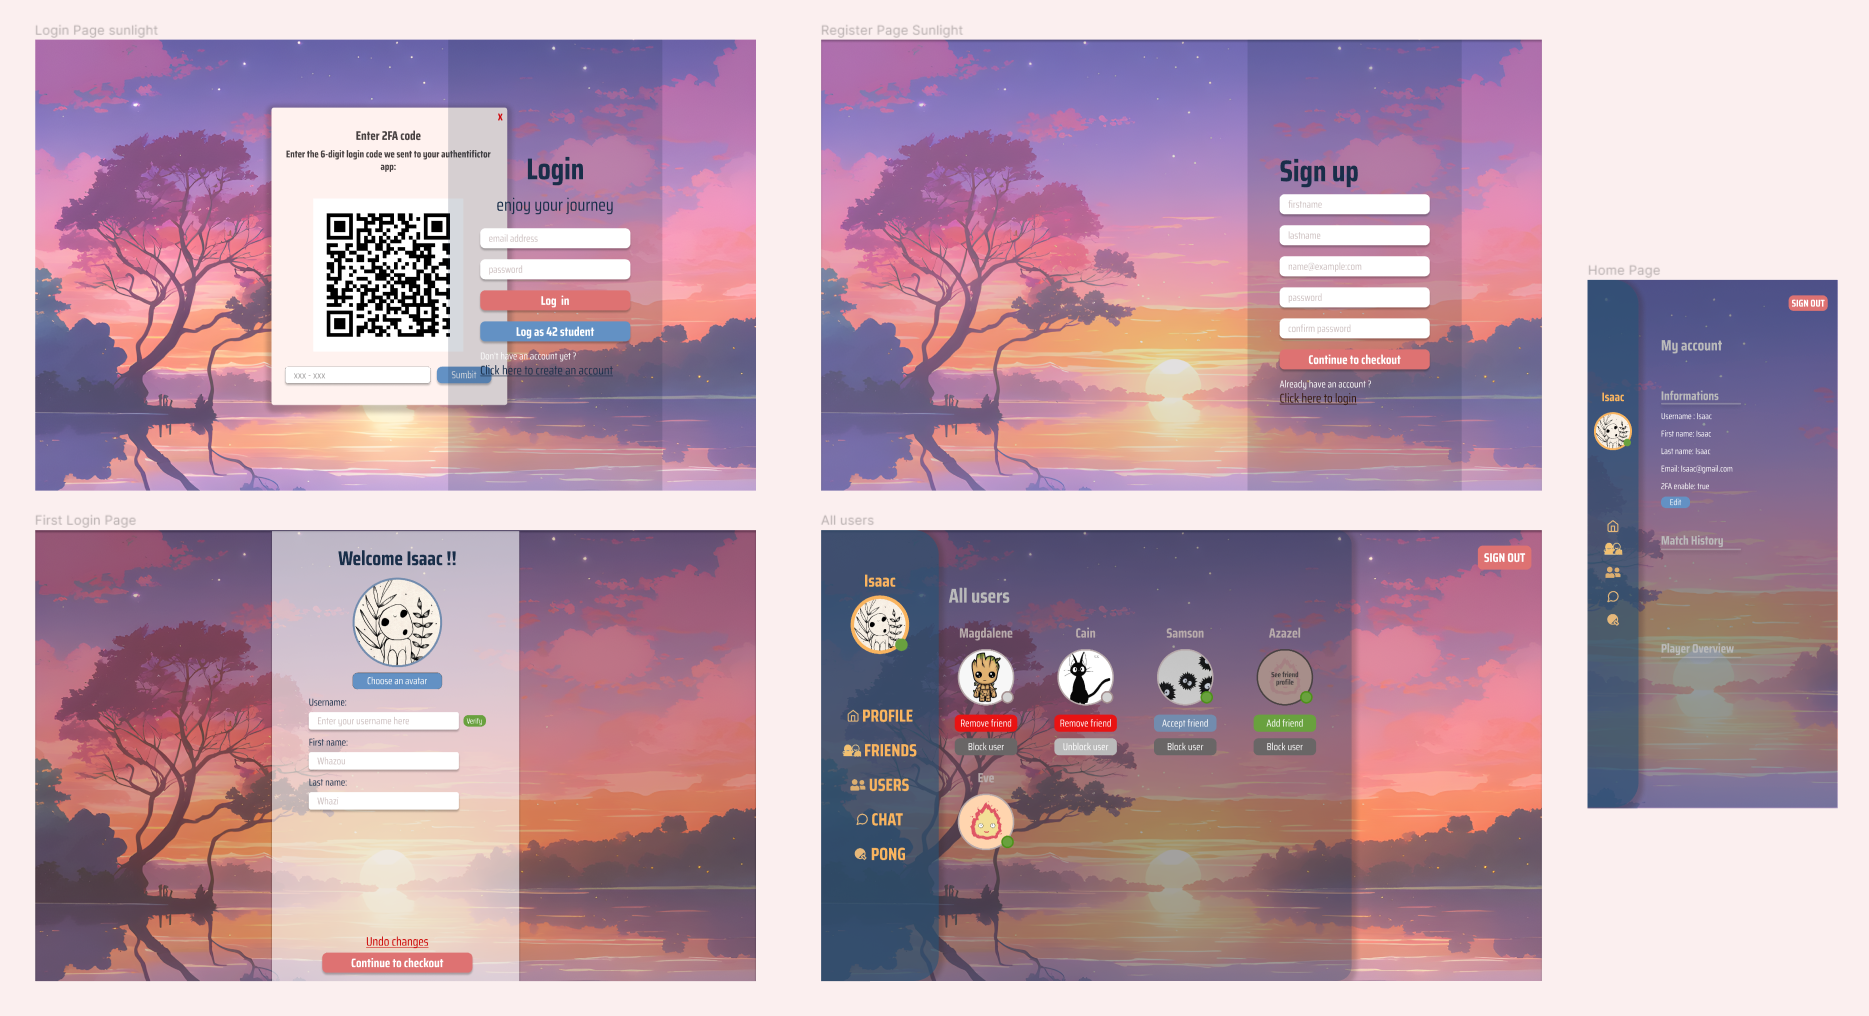 Login Page sunlight
X
Enter 2FA code
Enter the 6-digit login code we sent to your authentifictor
app:
xxx - xxx
Sumbit
Login
enjoy your journey
email address
password
Log in
Log as 42 student
Don't have an account yet ?
Click here to create an account
Register Page Sunlight
Sign up
firstname
lastname
name@example.com
password
confirm password
Continue to checkout
Already have an account ?
Click here to login
Home Page
SIGN OUT
My account
Isaac
Informations
Username : Isaac
First name: Isaac
Last name: Isaac
Email: Isaac@gmail.com
2FA enable: true
Edit
Match History
Player Overview
First Login Page
Welcome Isaac !!
Choose an avatar
Username:
Enter your username here
Verify
First name:
Whazou
Last name:
Whazi
Undo changes
Continue to checkout
All users
SIGN OUT
Isaac
PROFILE
FRIENDS
USERS
CHAT
PONG
All users
Magdalene
Cain
Samson
Azazel
See friend
profile
Remove friend
Remove friend
Accept friend
Add friend
Block user
Unblock user
Block user
Block user
Eve